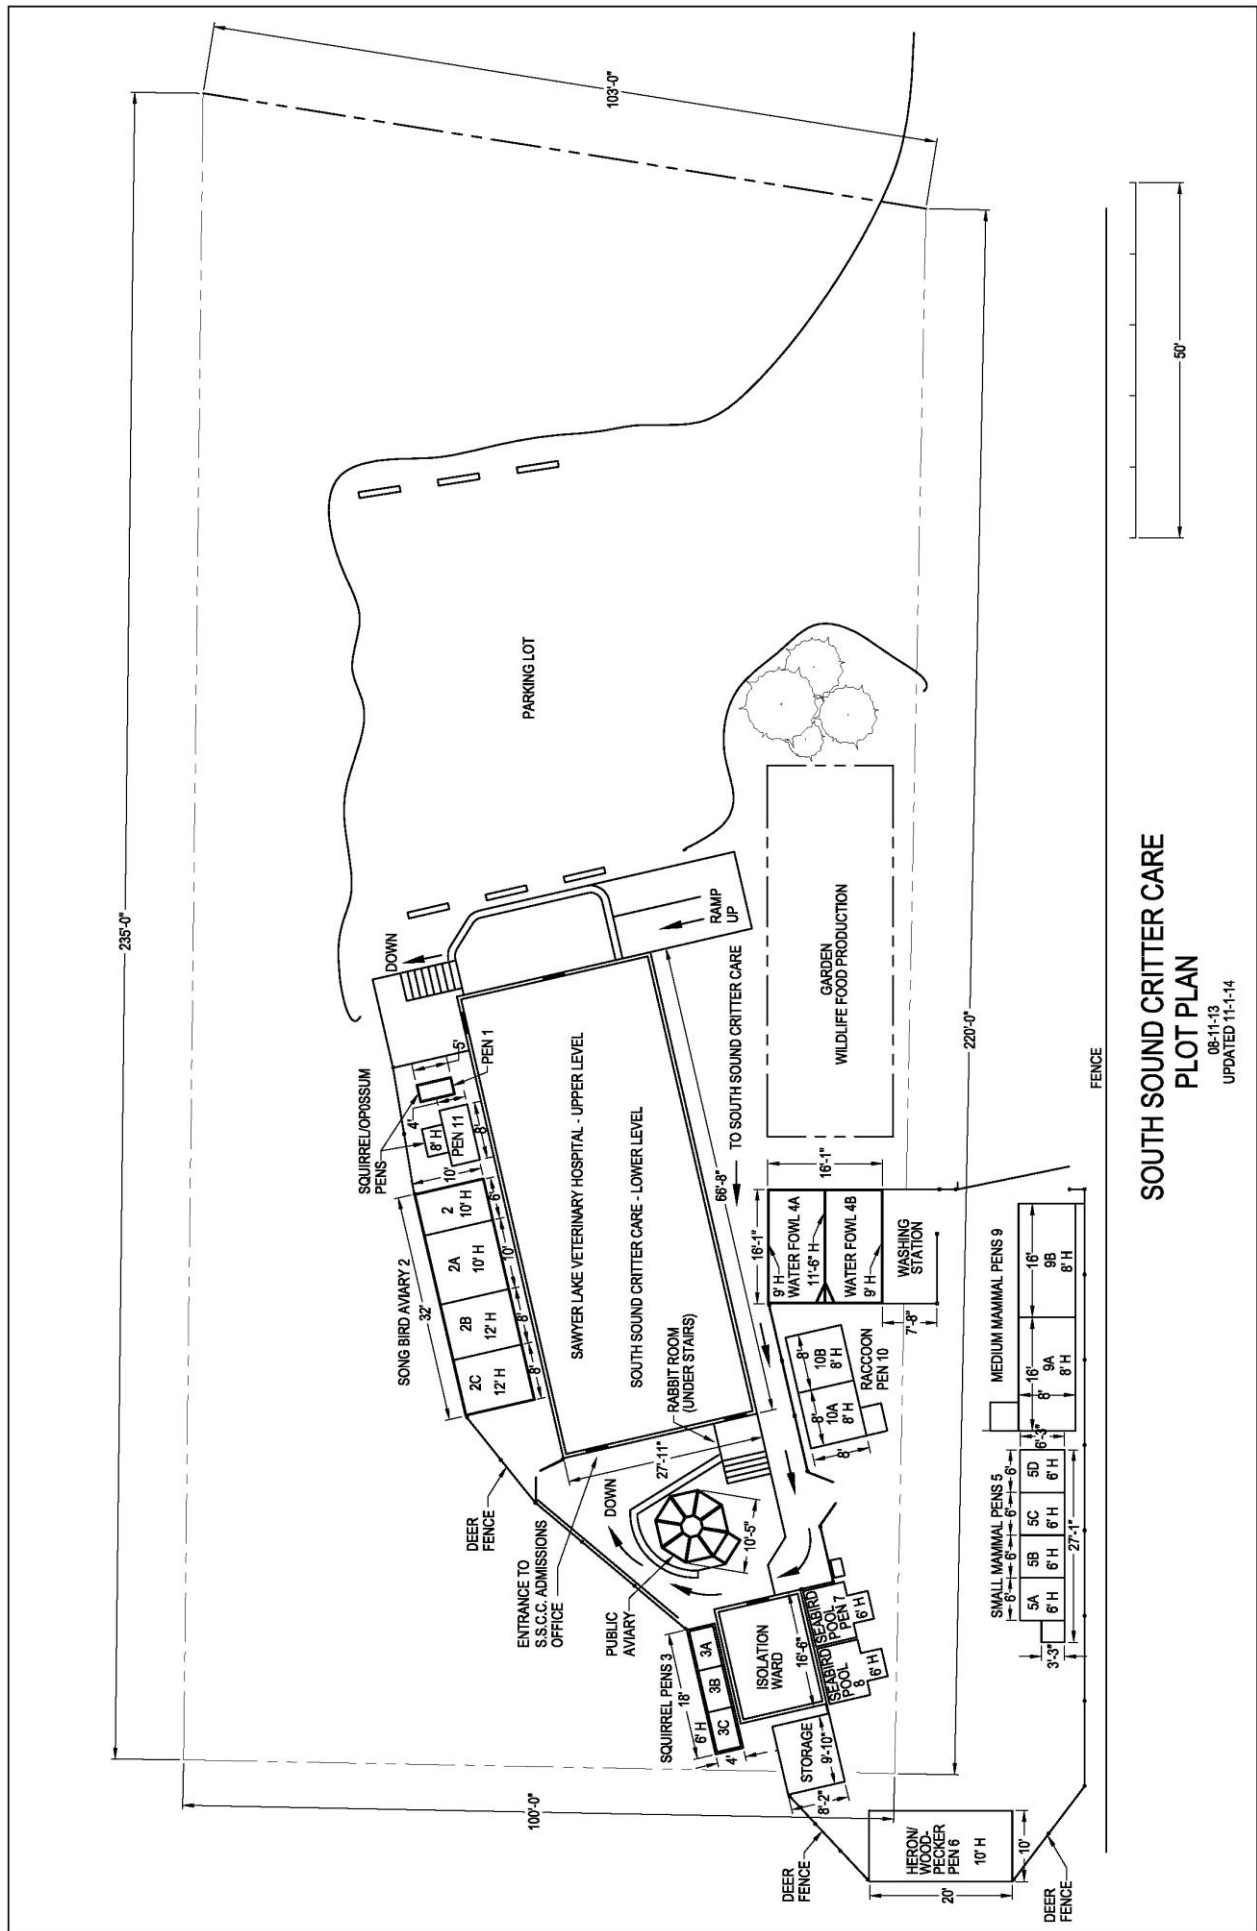 103'-0"
235'-0"
50'
PARKING LOT
DOWN
RAMP
UP
SQUIRREL/OPOSSUM
PENS
5'
PEN 1
4'
8' H
PEN 11
8'
10'
SONG BIRD AVIARY 2
32'
2
10' H
6'
2A
10' H
10'
2B
12' H
8'
2C
12' H
8'
SAWYER LAKE VETERINARY HOSPITAL - UPPER LEVEL
SOUTH SOUND CRITTER CARE - LOWER LEVEL
66'-8"
TO SOUTH SOUND CRITTER CARE
GARDEN
WILDLIFE FOOD PRODUCTION
220'-0"
FENCE
RABBIT ROOM
(UNDER STAIRS)
27'-11"
16'-1"
16'-1"
9' H
WATER FOWL 4A
11'-6" H
WATER FOWL 4B
9' H
WASHING
STATION
7'-8"
8'
10B
8' H
8'
10A
8' H
8'
RACCOON
PEN 10
MEDIUM MAMMAL PENS 9
16'
9B
8' H
16'
9A
8' H
8'
6'-3"
SMALL MAMMAL PENS 5
6'
5D
6' H
6'
5C
6' H
6'
5B
6' H
6'
5A
6' H
27'-1"
3'-3"
DEER
FENCE
ENTRANCE TO
S.S.C.C. ADMISSIONS
OFFICE
DOWN
PUBLIC
AVIARY
10'-5"
SQUIRREL PENS 3
18'
6' H
3A
3B
3C
4'
ISOLATION
WARD
16'-6"
SEABIRD
POOL
PEN 7
6' H
SEABIRD
POOL
8
6' H
STORAGE
9'-10"
8'-2"
100'-0"
DEER
FENCE
HERON/
WOOD-
PECKER
PEN 6
10' H
20'
10'
DEER
FENCE
SOUTH SOUND CRITTER CARE
PLOT PLAN
08-11-13
UPDATED 11-1-14